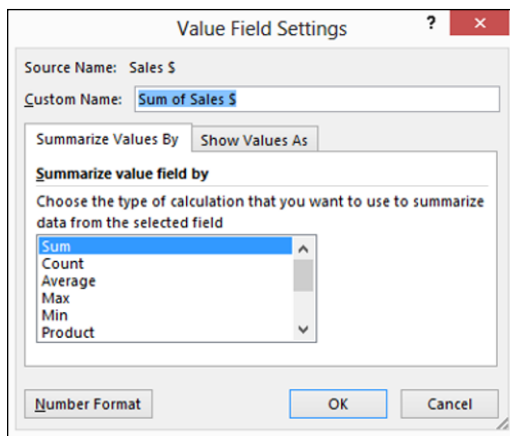 Value Field Settings ? ×
Source Name: Sales $
Custom Name: Sum of Sales $
Summarize Values By Show Values As
Summarize value field by
Choose the type of calculation that you want to use to summarize
data from the selected field
Sum
Count
Average
Max
Min
Product
Number Format OK Cancel